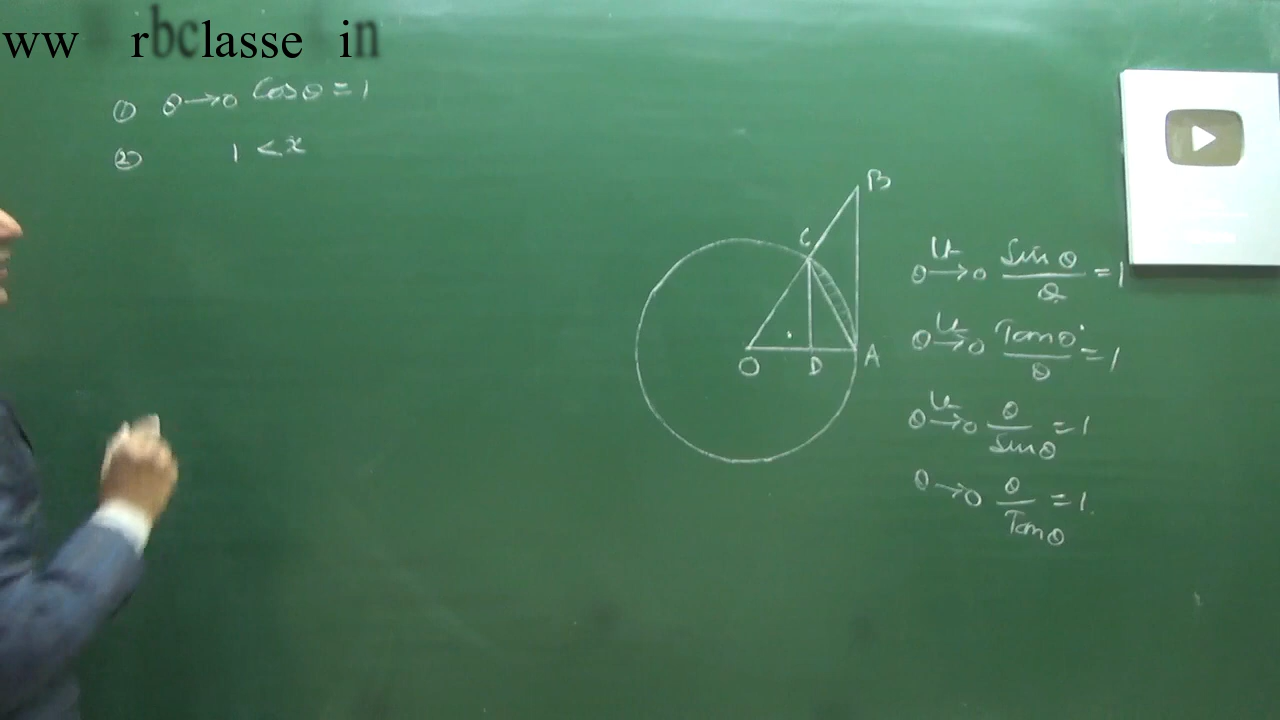 ww rbclasse in
① θ→0 Cosθ = 1
② 1 < x
B
C
O D A
θ Lt→0 Sinθ/θ = 1
θ Lt→0 Tanθ/θ = 1
θ Lt→0 θ/Sinθ = 1
θ→0 θ/Tanθ = 1.